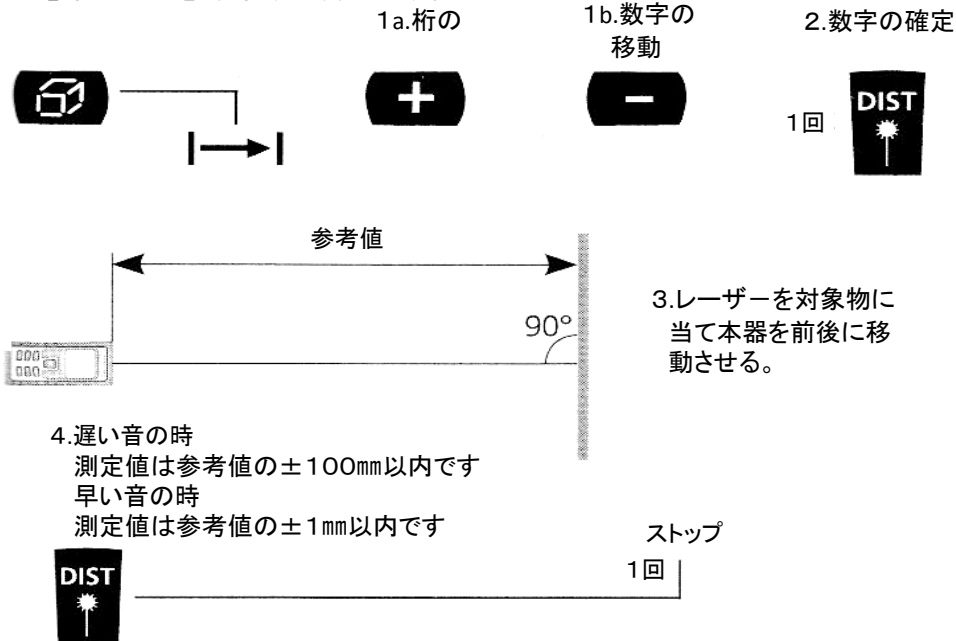 1a.桁の
1b.数字の
移動
2.数字の確定
+
-
1回
DIST
参考値
90°
3.レーザーを対象物に
当て本器を前後に移
動させる。
4.遅い音の時
測定値は参考値の±100㎜以内です
早い音の時
測定値は参考値の±1㎜以内です
ストップ
1回
DIST